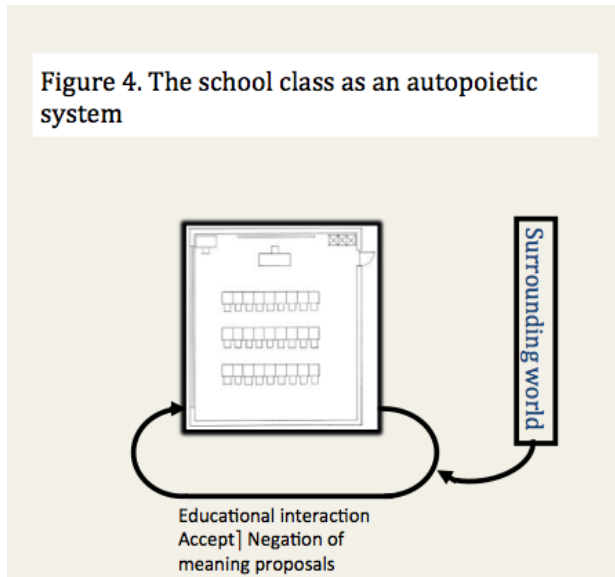 Figure 4. The school class as an autopoietic
system
Surrounding world
Educational interaction
Accept⌉ Negation of
meaning proposals